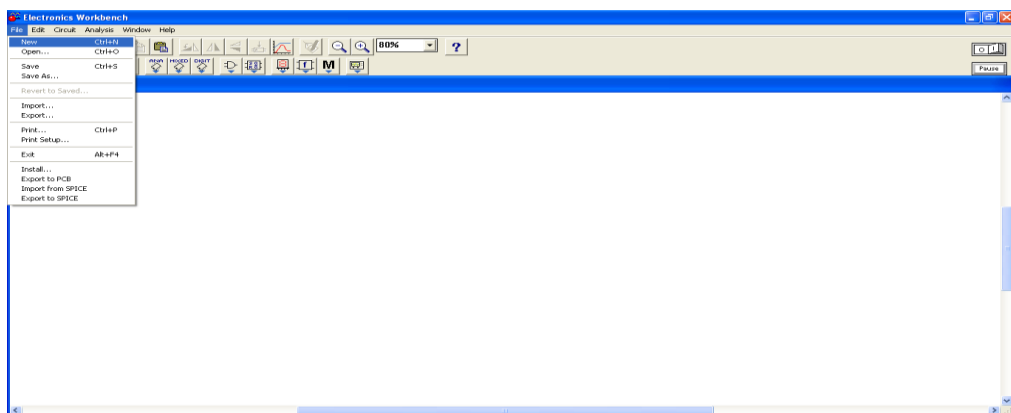 Electronics Workbench
File Edit Circuit Analysis Window Help
New Ctrl+N
Open... Ctrl+O
Save Ctrl+S
Save As...
Revert to Saved...
Import...
Export...
Print... Ctrl+P
Print Setup...
Exit Alt+F4
Install...
Export to PCB
Import from SPICE
Export to SPICE
80%
?
ANA MIXED DIGIT
M
Pause